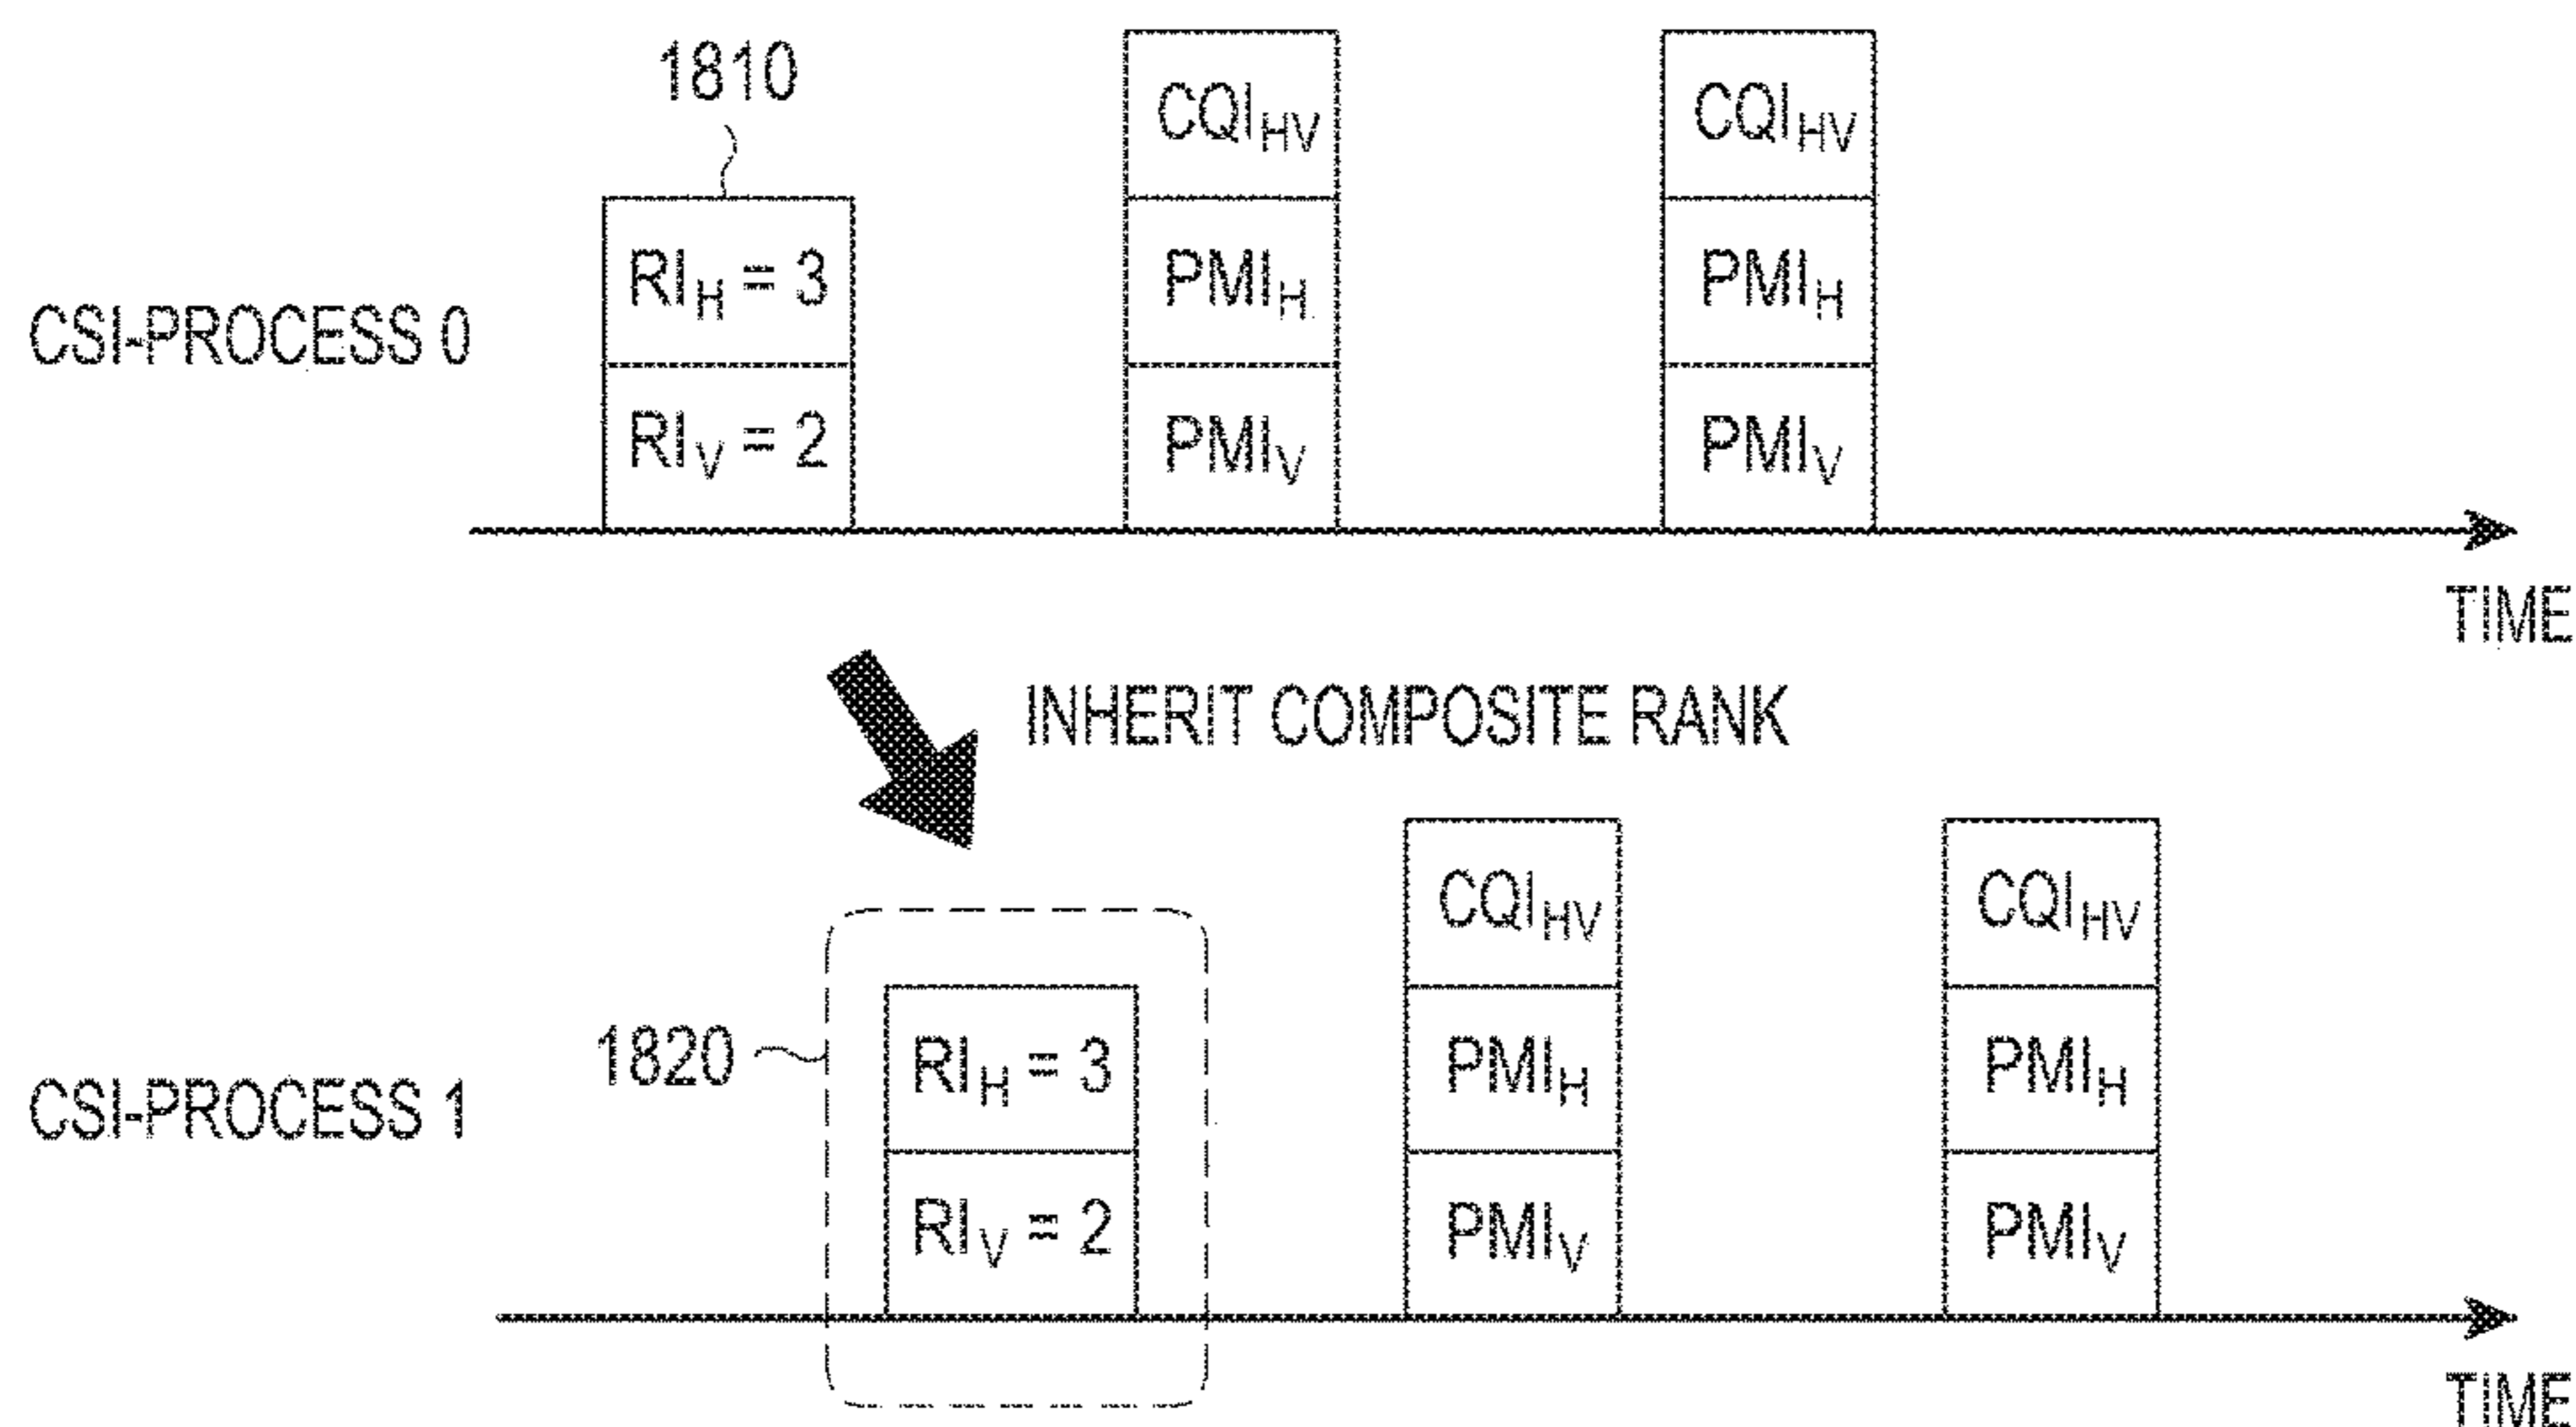 1810
CQI_HV
CQI_HV
RI_H = 3
PMI_H
PMI_H
CSI-PROCESS 0
RI_V = 2
PMI_V
PMI_V
TIME
INHERIT COMPOSITE RANK
CQI_HV
CQI_HV
1820
RI_H = 3
PMI_H
PMI_H
CSI-PROCESS 1
RI_V = 2
PMI_V
PMI_V
TIME